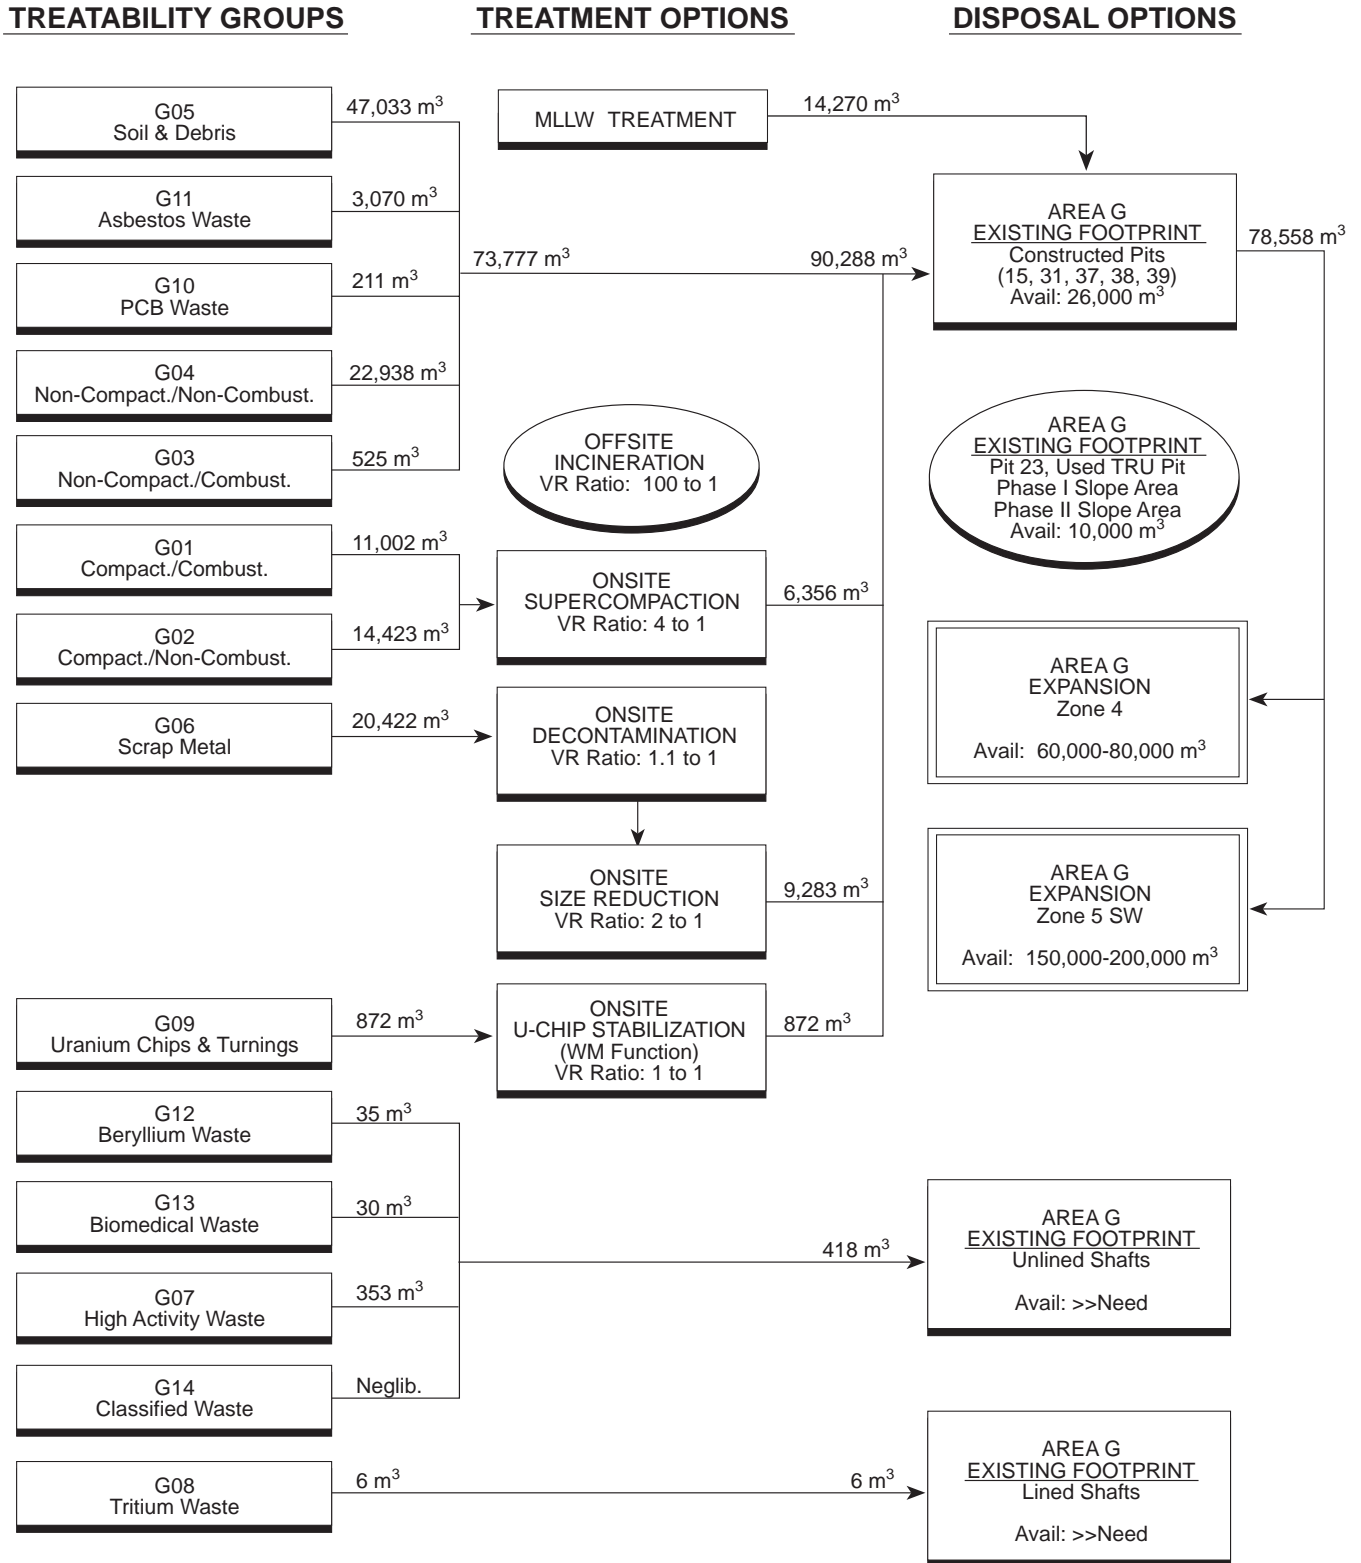 TREATABILITY GROUPS
TREATMENT OPTIONS
DISPOSAL OPTIONS
G05
Soil & Debris
47,033 m³
G11
Asbestos Waste
3,070 m³
G10
PCB Waste
211 m³
G04
Non-Compact./Non-Combust.
22,938 m³
G03
Non-Compact./Combust.
525 m³
G01
Compact./Combust.
11,002 m³
G02
Compact./Non-Combust.
14,423 m³
G06
Scrap Metal
20,422 m³
G09
Uranium Chips & Turnings
872 m³
G12
Beryllium Waste
35 m³
G13
Biomedical Waste
30 m³
G07
High Activity Waste
353 m³
G14
Classified Waste
Neglib.
G08
Tritium Waste
6 m³
MLLW TREATMENT
14,270 m³
73,777 m³
90,288 m³
OFFSITE
INCINERATION
VR Ratio: 100 to 1
ONSITE
SUPERCOMPACTION
VR Ratio: 4 to 1
6,356 m³
ONSITE
DECONTAMINATION
VR Ratio: 1.1 to 1
ONSITE
SIZE REDUCTION
VR Ratio: 2 to 1
9,283 m³
ONSITE
U-CHIP STABILIZATION
(WM Function)
VR Ratio: 1 to 1
872 m³
418 m³
6 m³
AREA G
EXISTING FOOTPRINT
Constructed Pits
(15, 31, 37, 38, 39)
Avail: 26,000 m³
78,558 m³
AREA G
EXISTING FOOTPRINT
Pit 23, Used TRU Pit
Phase I Slope Area
Phase II Slope Area
Avail: 10,000 m³
AREA G
EXPANSION
Zone 4
Avail: 60,000-80,000 m³
AREA G
EXPANSION
Zone 5 SW
Avail: 150,000-200,000 m³
AREA G
EXISTING FOOTPRINT
Unlined Shafts
Avail: >>Need
AREA G
EXISTING FOOTPRINT
Lined Shafts
Avail: >>Need